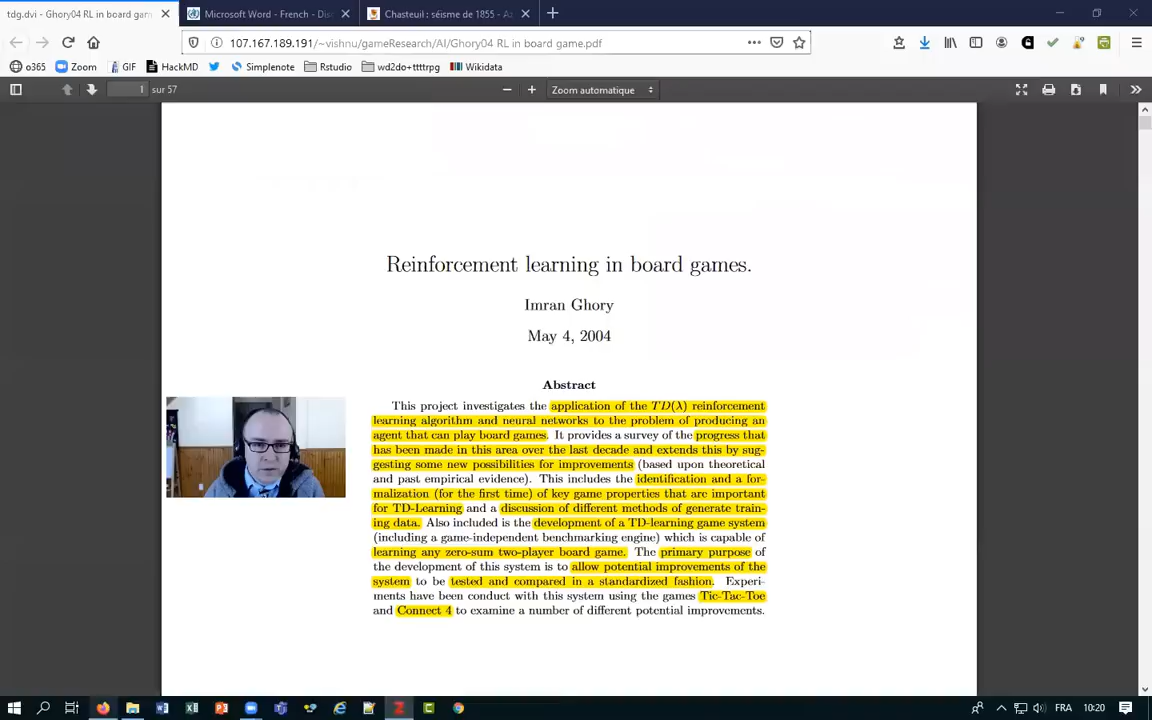 tdg.dvi - Ghory04 RL in board gam
Microsoft Word - French - Dis
Chasteuil : séisme de 1855 - A
107.167.189.191/~vishnu/gameResearch/AI/Ghory04 RL in board game.pdf
o365 Zoom GIF HackMD Simplenote Rstudio wd2do+ttttrpg Wikidata
1 sur 57 Zoom automatique
Reinforcement learning in board games.
Imran Ghory
May 4, 2004
Abstract
This project investigates the application of the TD(λ) reinforcement
learning algorithm and neural networks to the problem of producing an
agent that can play board games. It provides a survey of the progress that
has been made in this area over the last decade and extends this by sug-
gesting some new possibilities for improvements (based upon theoretical
and past empirical evidence). This includes the identification and a for-
malization (for the first time) of key game properties that are important
for TD-Learning and a discussion of different methods of generate train-
ing data. Also included is the development of a TD-learning game system
(including a game-independent benchmarking engine) which is capable of
learning any zero-sum two-player board game. The primary purpose of
the development of this system is to allow potential improvements of the
system to be tested and compared in a standardized fashion. Experi-
ments have been conduct with this system using the games Tic-Tac-Toe
and Connect 4 to examine a number of different potential improvements.
FRA 10:20